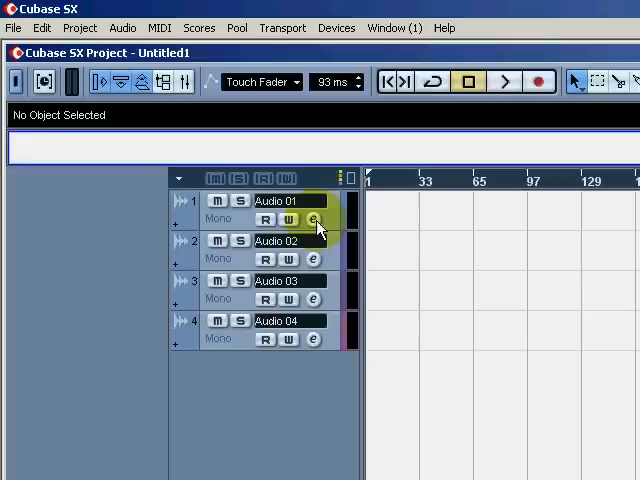 Cubase SX
File Edit Project Audio MIDI Scores Pool Transport Devices Window (1) Help
Cubase SX Project - Untitled1
Touch Fader 93 ms
No Object Selected
[M] [S] [R] [W] 1 33 65 97 129 1
1 M S Audio 01
Mono R W e
+
2 M S Audio 02
Mono R W e
+
3 M S Audio 03
Mono R W e
+
4 M S Audio 04
Mono R W e
+